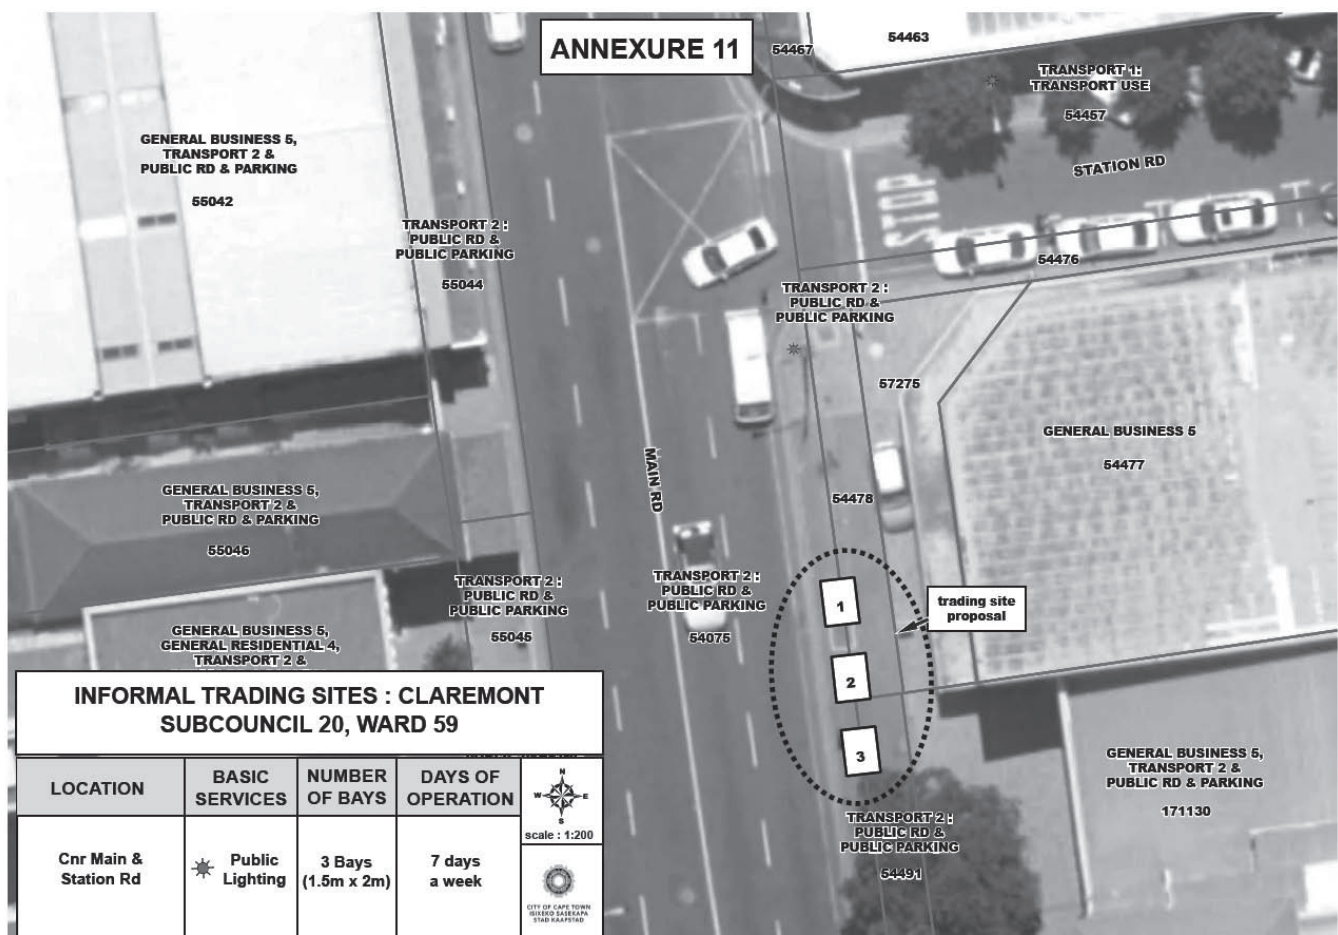 ANNEXURE 11
54467
54463
TRANSPORT 1:
TRANSPORT USE
54457
STATION RD
STOP
GENERAL BUSINESS 5,
TRANSPORT 2 &
PUBLIC RD & PARKING
55042
TRANSPORT 2 :
PUBLIC RD &
PUBLIC PARKING
55044
54476
TRANSPORT 2 :
PUBLIC RD &
PUBLIC PARKING
57275
GENERAL BUSINESS 5
54477
MAIN RD
54478
GENERAL BUSINESS 5,
TRANSPORT 2 &
PUBLIC RD & PARKING
55046
TRANSPORT 2 :
PUBLIC RD &
PUBLIC PARKING
55045
TRANSPORT 2 :
PUBLIC RD &
PUBLIC PARKING
54075
1
2
3
trading site
proposal
GENERAL BUSINESS 5,
GENERAL RESIDENTIAL 4,
TRANSPORT 2 &
GENERAL BUSINESS 5,
TRANSPORT 2 &
PUBLIC RD & PARKING
171130
TRANSPORT 2 :
PUBLIC RD &
PUBLIC PARKING
54491
INFORMAL TRADING SITES : CLAREMONT
SUBCOUNCIL 20, WARD 59
LOCATION
BASIC
SERVICES
NUMBER
OF BAYS
DAYS OF
OPERATION
N
W
E
S
scale : 1:200
Cnr Main &
Station Rd
Public
Lighting
3 Bays
(1.5m x 2m)
7 days
a week
CITY OF CAPE TOWN
ISIXEKO SASEKAPA
STAD KAAPSTAD